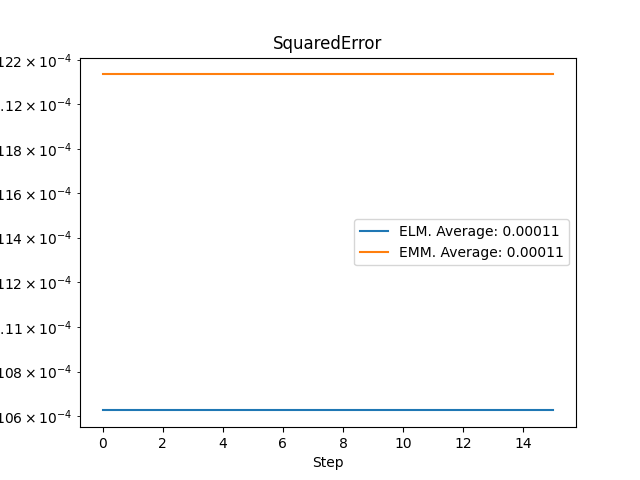 SquaredError
122 × 10⁻⁴
.12 × 10⁻⁴
118 × 10⁻⁴
116 × 10⁻⁴
114 × 10⁻⁴
112 × 10⁻⁴
.11 × 10⁻⁴
108 × 10⁻⁴
106 × 10⁻⁴
ELM. Average: 0.00011
EMM. Average: 0.00011
0 2 4 6 8 10 12 14
Step